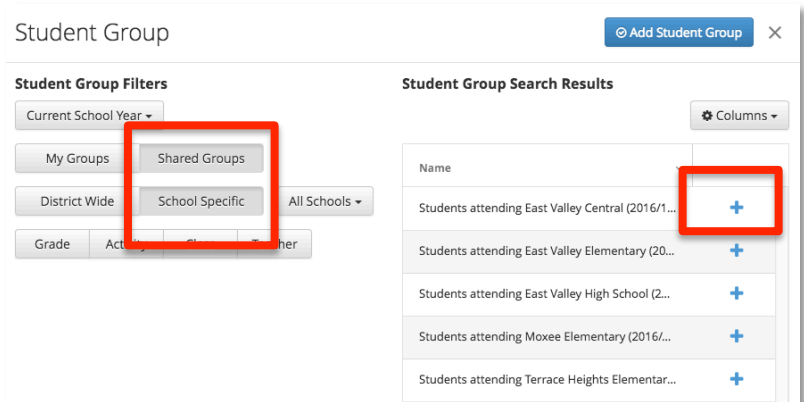 Student Group
Add Student Group
Student Group Filters
Student Group Search Results
Current School Year
Columns
My Groups
Shared Groups
Name
District Wide
School Specific
All Schools
Students attending East Valley Central (2016/1...
Grade
Activity
Class
Teacher
Students attending East Valley Elementary (20...
Students attending East Valley High School (2...
Students attending Moxee Elementary (2016/...
Students attending Terrace Heights Elementar...